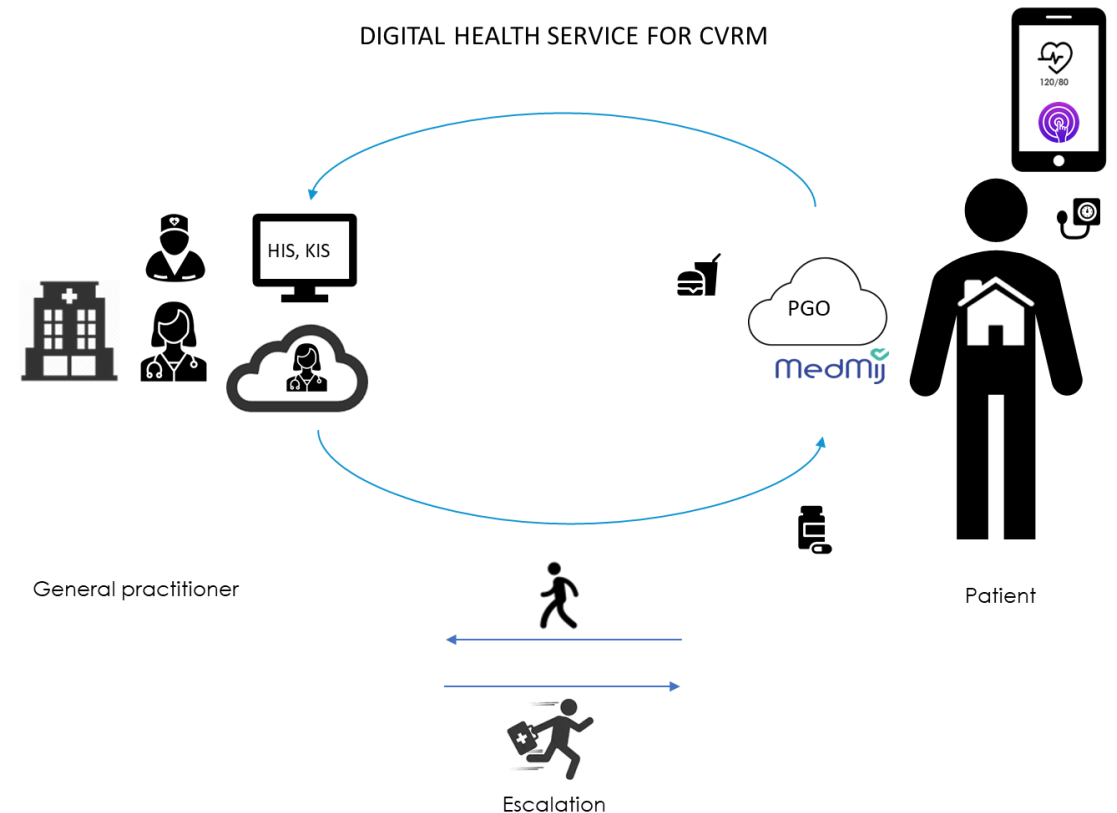 DIGITAL HEALTH SERVICE FOR CVRM
120/80
HIS, KIS
PGO
MedMij
General practitioner
Patient
Escalation